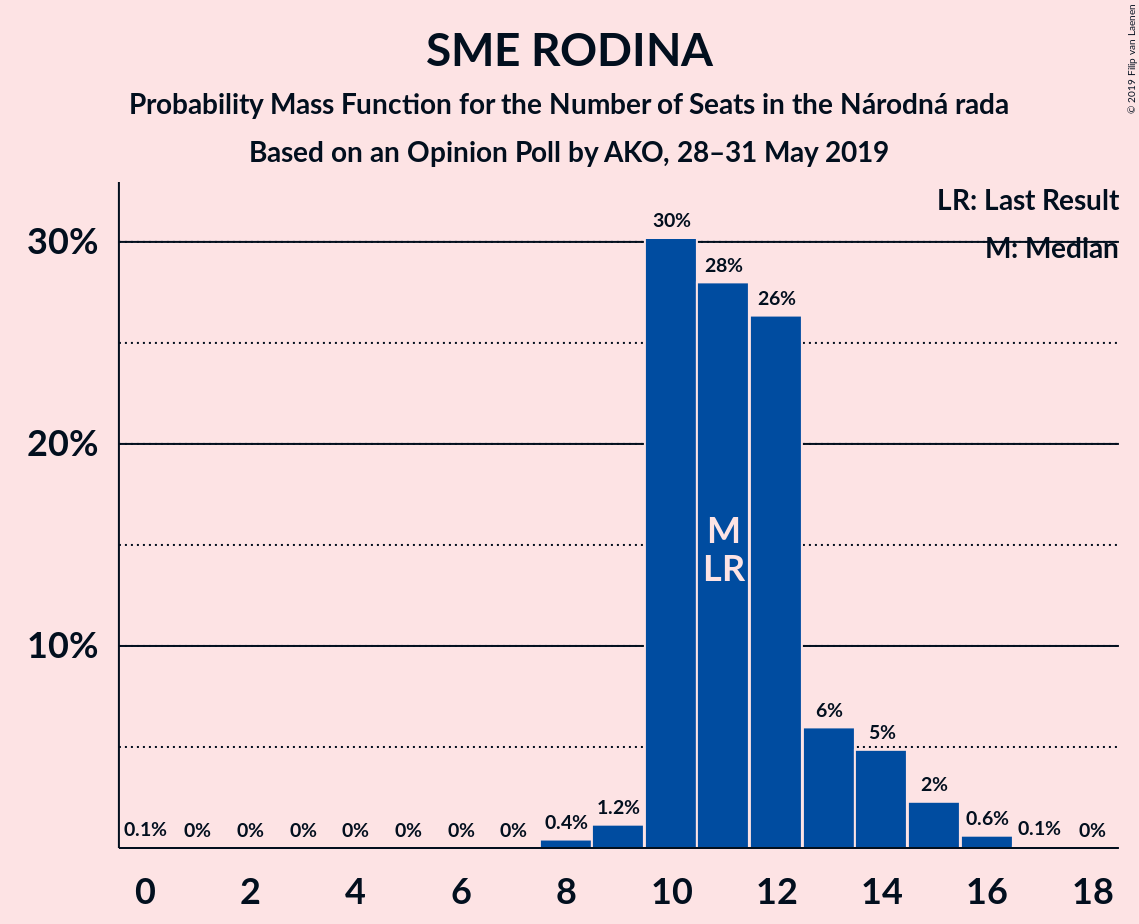 SME RODINA
Probability Mass Function for the Number of Seats in the Národná rada
Based on an Opinion Poll by AKO, 28–31 May 2019
© 2019 Filip van Laenen
LR: Last Result
M: Median
30%
20%
10%
0.1% 0% 0% 0% 0% 0% 0% 0% 0.4% 1.2% 30% 28% 26% 6% 5% 2% 0.6% 0.1% 0%
M
LR
0 2 4 6 8 10 12 14 16 18